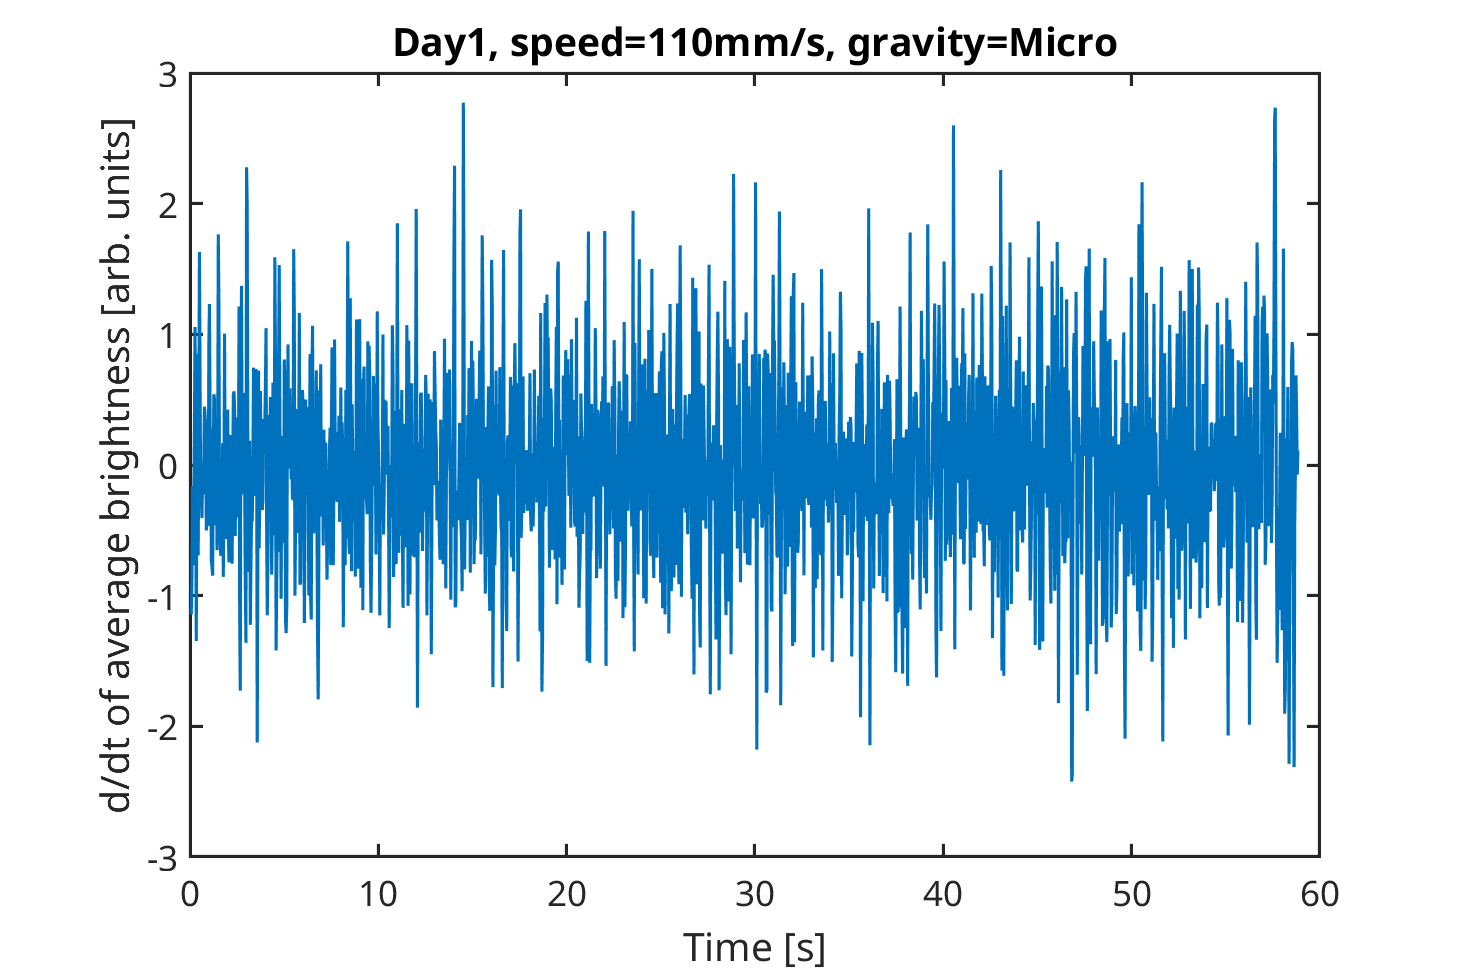 Day1, speed=110mm/s, gravity=Micro
d/dt of average brightness [arb. units]
3
2
1
0
-1
-2
-3
0 10 20 30 40 50 60
Time [s]